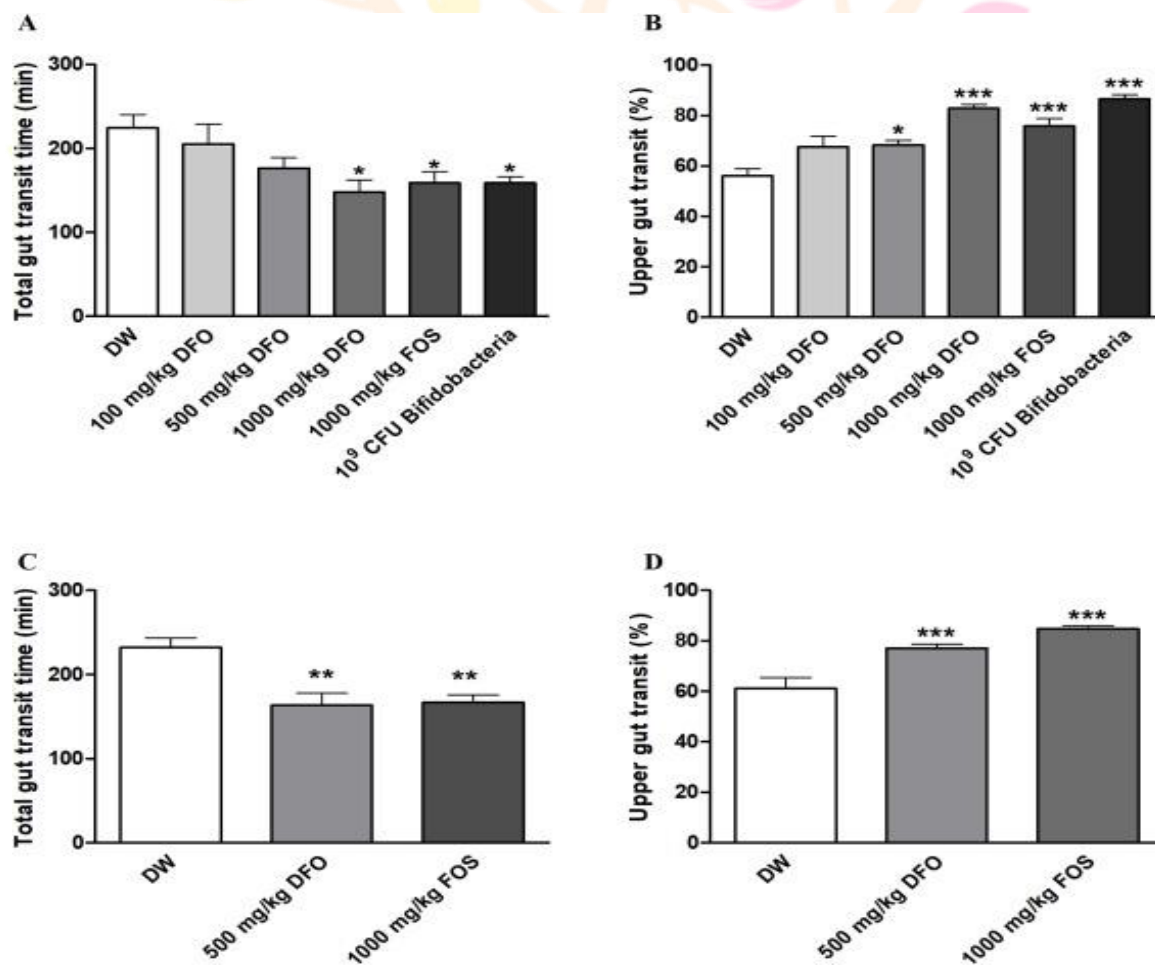 A
Total gut transit time (min)
300
200
100
0
*
*
*
DW
100 mg/kg DFO
500 mg/kg DFO
1000 mg/kg DFO
1000 mg/kg FOS
10⁹ CFU Bifidobacteria
B
Upper gut transit (%)
100
80
60
40
20
0
*
***
***
***
DW
100 mg/kg DFO
500 mg/kg DFO
1000 mg/kg DFO
1000 mg/kg FOS
10⁹ CFU Bifidobacteria
C
Total gut transit time (min)
300
200
100
0
**
**
DW
500 mg/kg DFO
1000 mg/kg FOS
D
Upper gut transit (%)
100
80
60
40
20
0
***
***
DW
500 mg/kg DFO
1000 mg/kg FOS